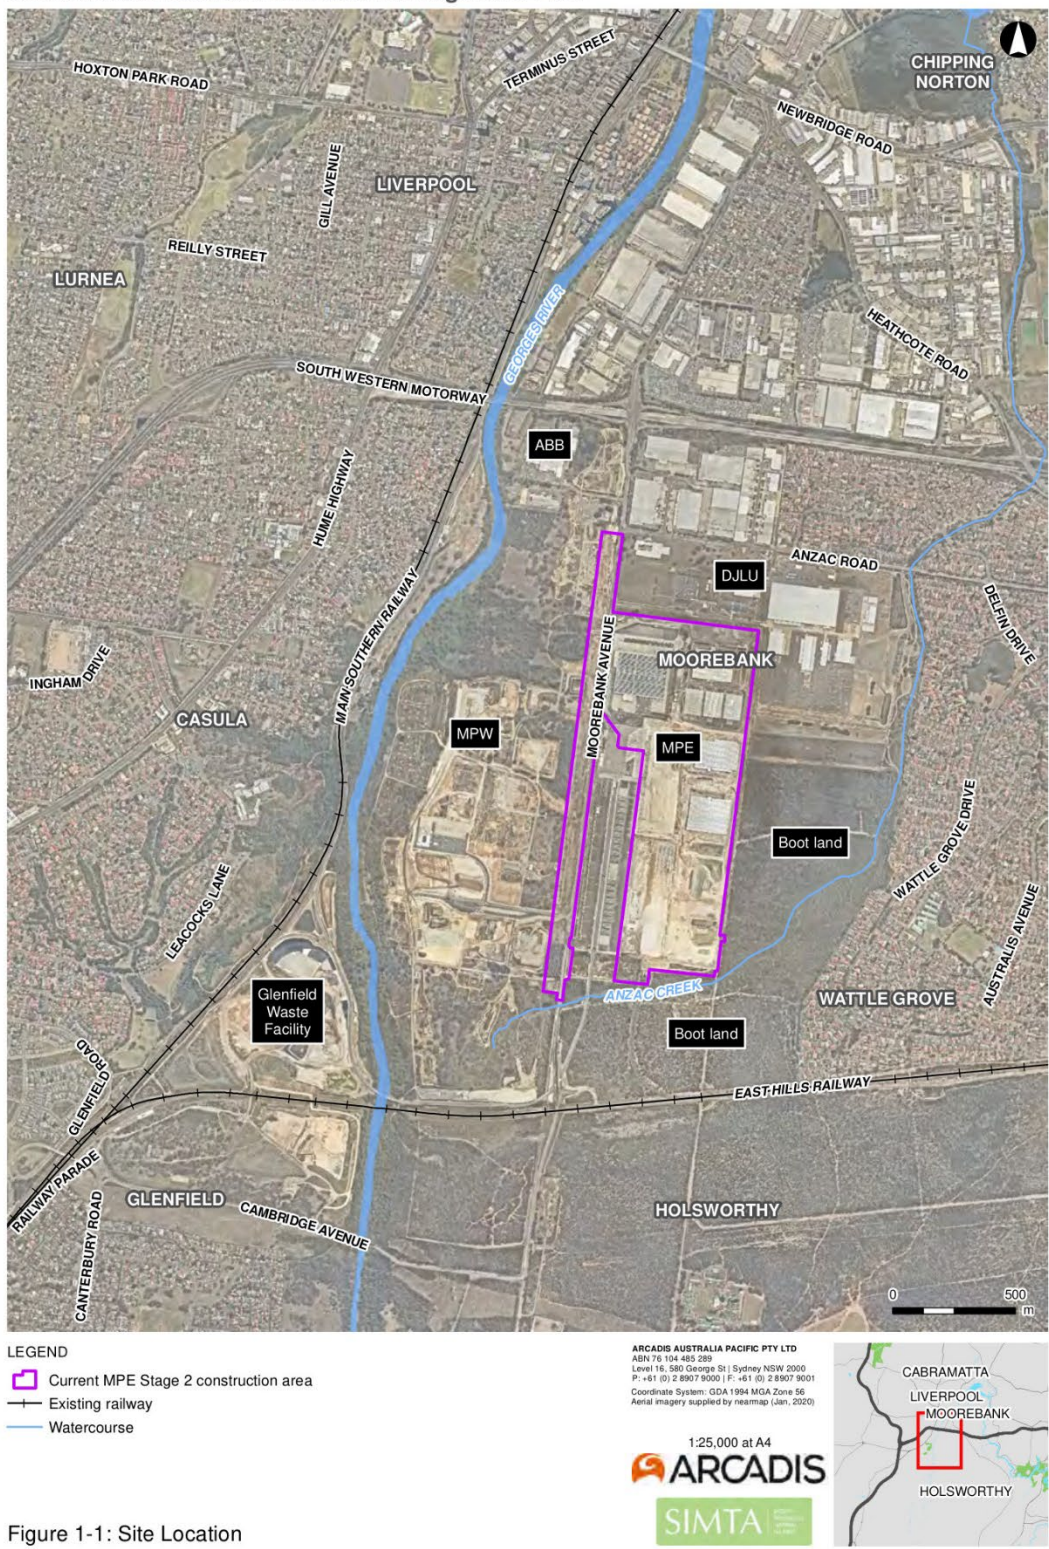 CHIPPING
NORTON
TERMINUS STREET
HOXTON PARK ROAD
NEWBRIDGE ROAD
GILL AVENUE
LIVERPOOL
REILLY STREET
LURNEA
GEORGES RIVER
HEATHCOTE ROAD
SOUTH WESTERN MOTORWAY
ABB
HUME HIGHWAY
ANZAC ROAD
DJLU
DELFIN DRIVE
MAIN SOUTHERN RAILWAY
MOOREBANK AVENUE
MOOREBANK
INGHAM DRIVE
CASULA
MPW
MPE
WATTLE GROVE DRIVE
Boot land
LEACOCKS LANE
AUSTRALIS AVENUE
Glenfield
Waste
Facility
ANZAC CREEK
WATTLE GROVE
Boot land
GLENFIELD ROAD
EAST HILLS RAILWAY
RAILWAY PARADE
GLENFIELD
CANTERBURY ROAD
CAMBRIDGE AVENUE
HOLSWORTHY
0 500
m
LEGEND
Current MPE Stage 2 construction area
Existing railway
Watercourse
ARCADIS AUSTRALIA PACIFIC PTY LTD
ABN 76 104 485 289
Level 16, 580 George St | Sydney NSW 2000
P: +61 (0) 2 8907 9000 | F: +61 (0) 2 8907 9001
Coordinate System: GDA 1994 MGA Zone 56
Aerial imagery supplied by nearmap (Jan, 2020)
1:25,000 at A4
ARCADIS
SIMTA
CABRAMATTA
LIVERPOOL
MOOREBANK
HOLSWORTHY
Figure 1-1: Site Location